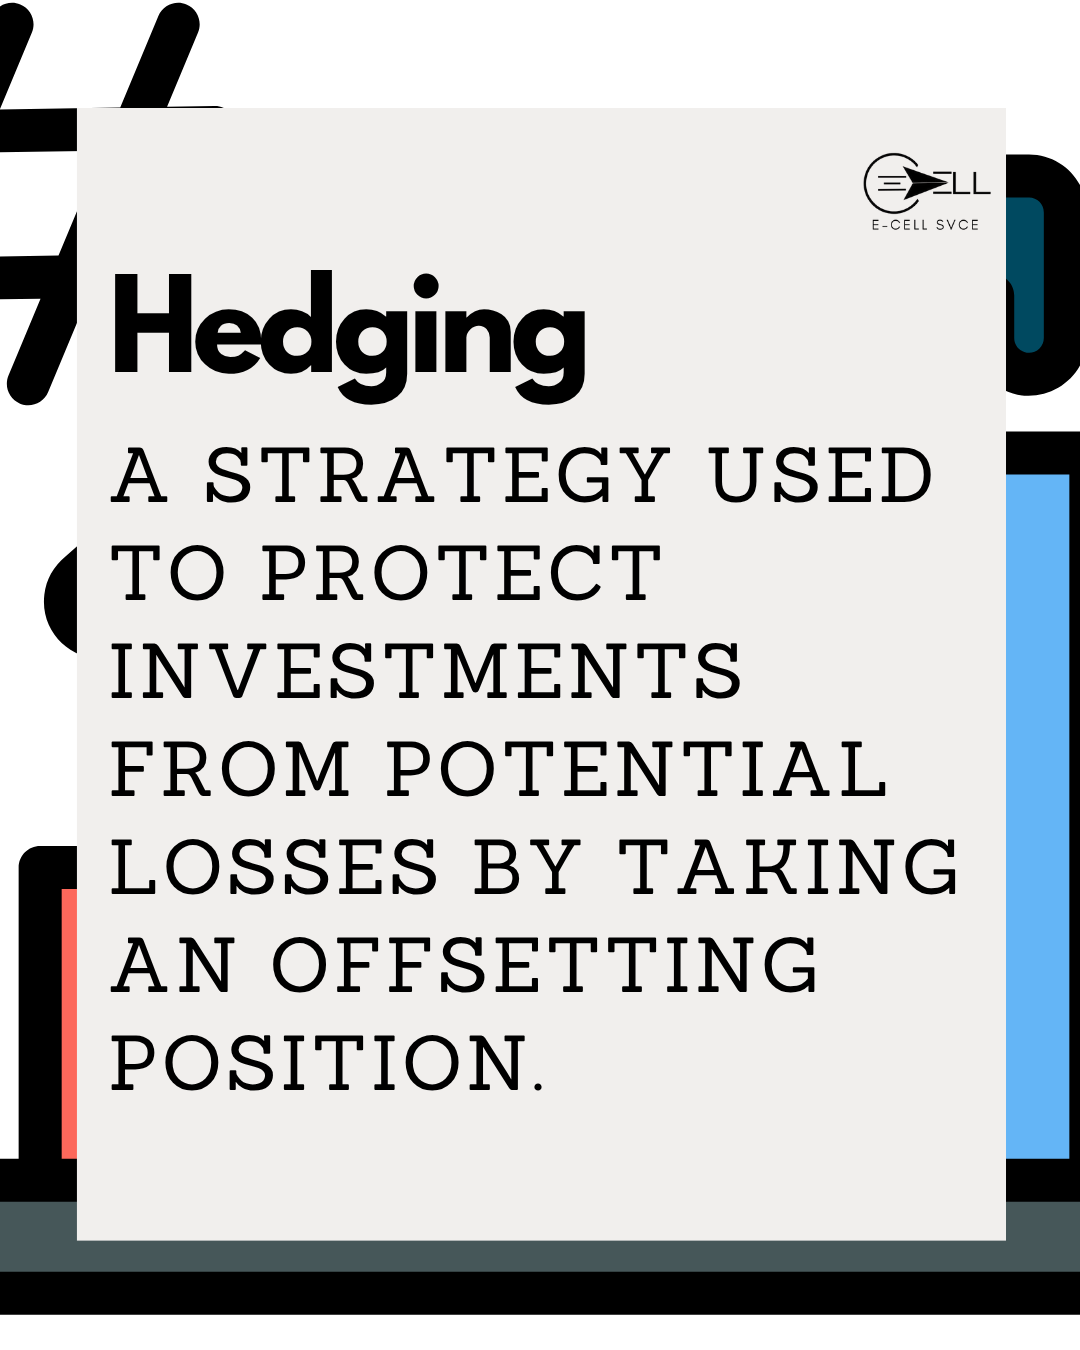 ELL
E-CELL SVCE
Hedging
A STRATEGY USED
TO PROTECT
INVESTMENTS
FROM POTENTIAL
LOSSES BY TAKING
AN OFFSETTING
POSITION.